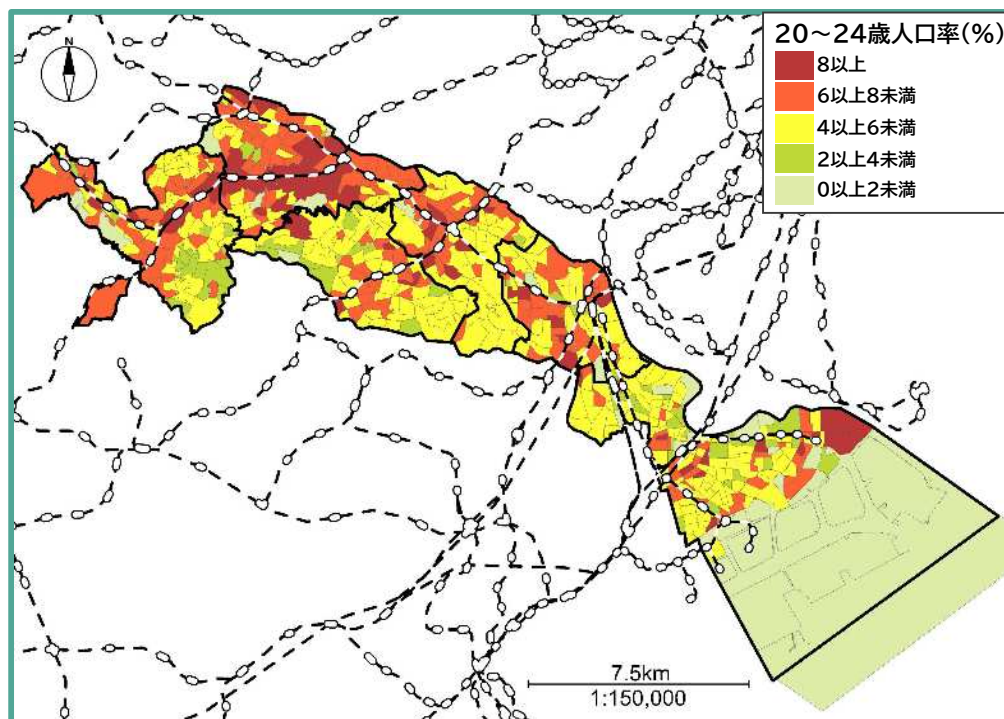 N
20～24歳人口率(%)
8以上
6以上8未満
4以上6未満
2以上4未満
0以上2未満
7.5km
1:150,000